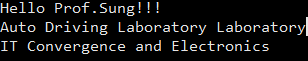 Hello Prof.Sung!!!
Auto Driving Laboratory Laboratory
IT Convergence and Electronics